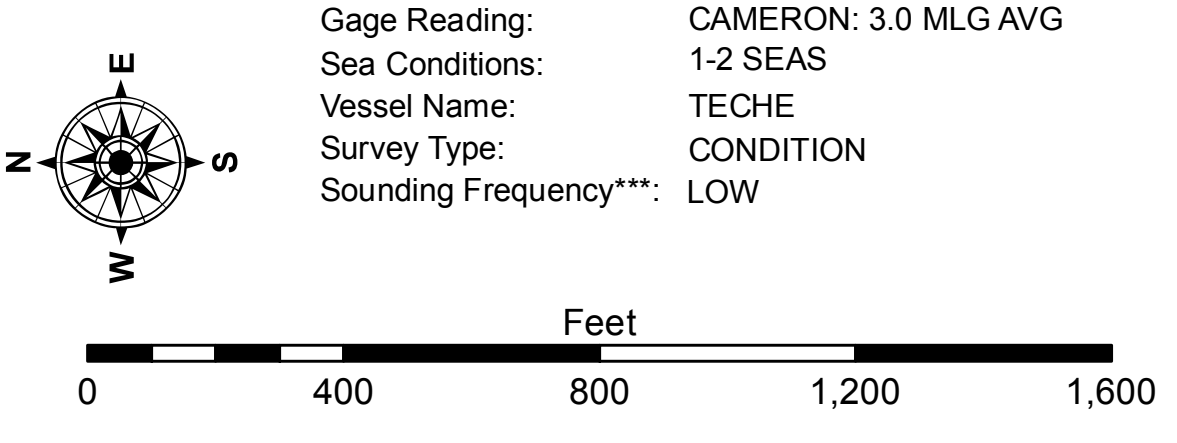 Gage Reading: CAMERON: 3.0 MLG AVG
Sea Conditions: 1-2 SEAS
Vessel Name: TECHE
Survey Type: CONDITION
Sounding Frequency***: LOW
E
N
S
W
Feet
0 400 800 1,200 1,600